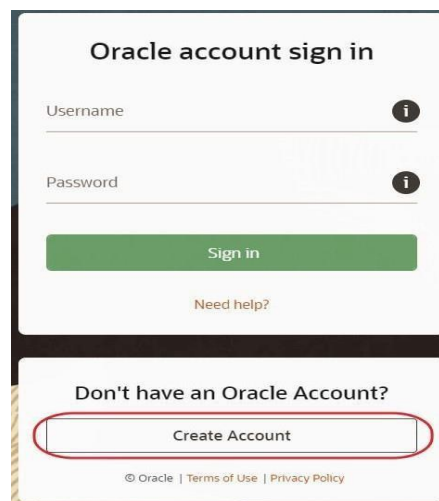 Oracle account sign in
Username
i
Password
i
Sign in
Need help?
Don't have an Oracle Account?
Create Account
© Oracle | Terms of Use | Privacy Policy